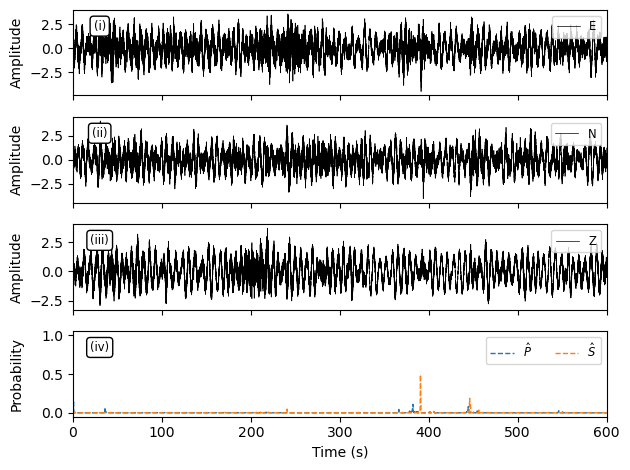 (i)
E
Amplitude
2.5
0.0
−2.5
(ii)
N
Amplitude
2.5
0.0
−2.5
(iii)
Z
Amplitude
2.5
0.0
−2.5
(iv)
P̂ Ŝ
Probability
1.0
0.5
0.0
0 100 200 300 400 500 600
Time (s)